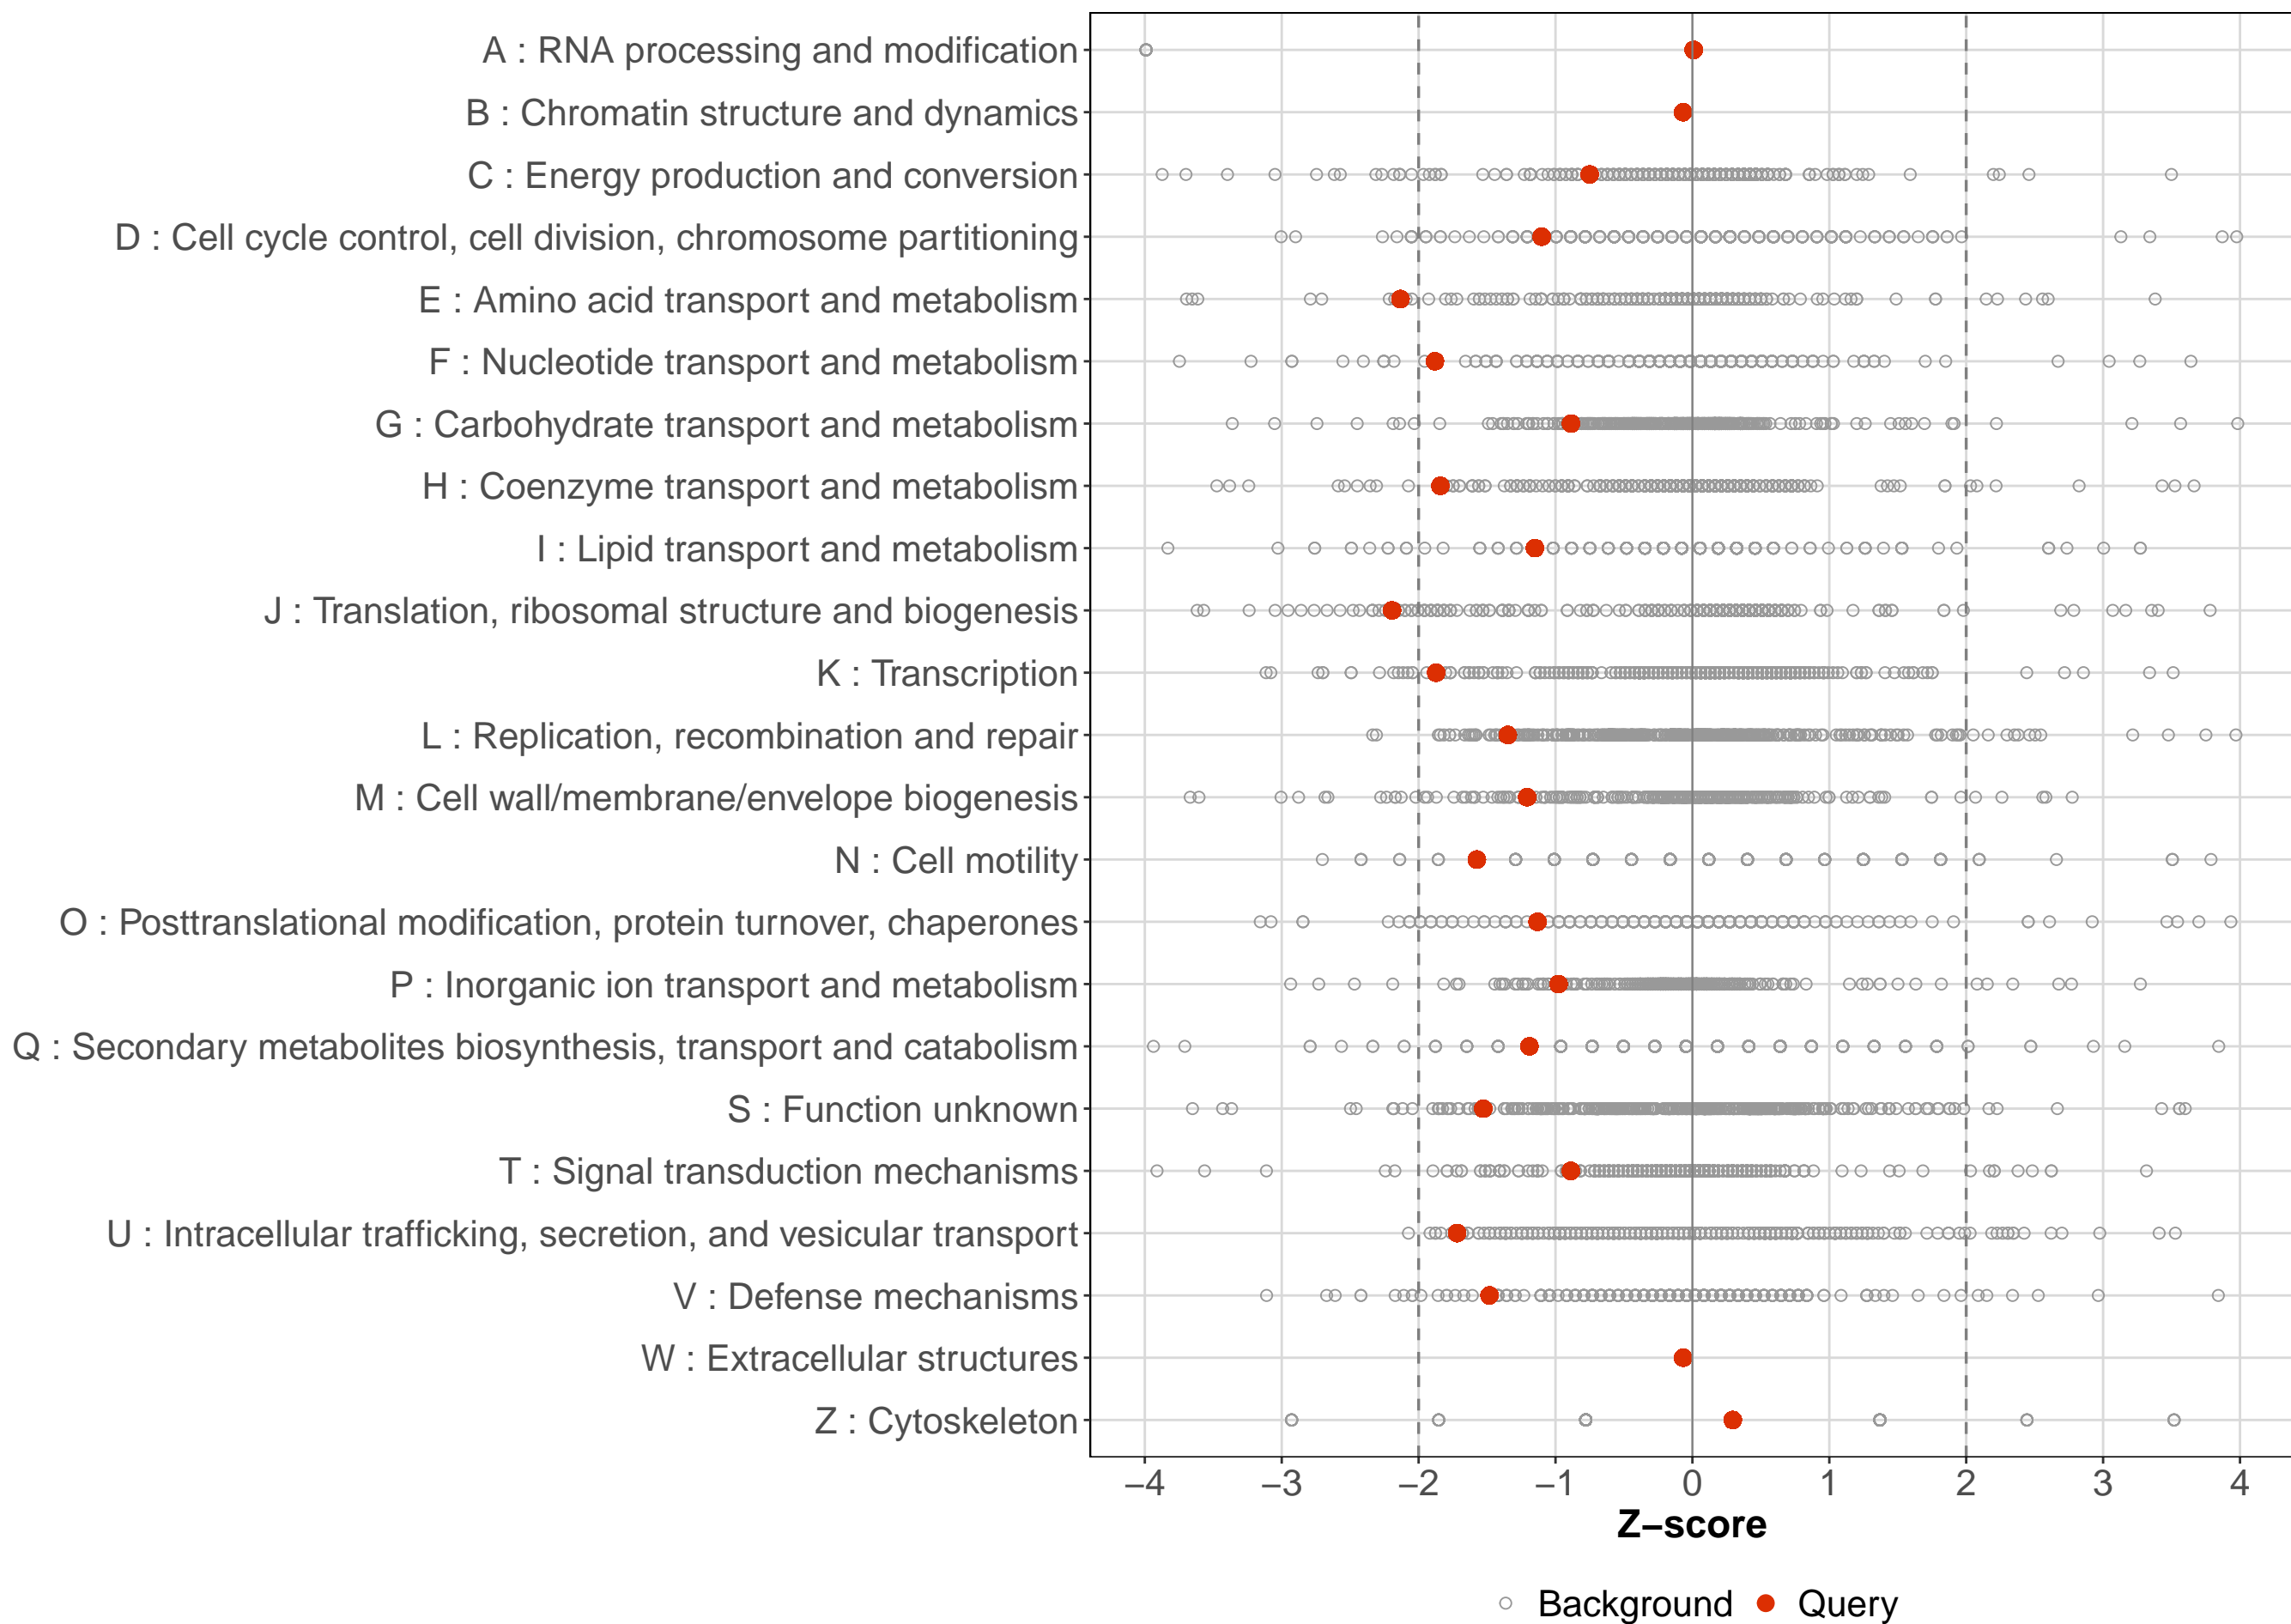 A : RNA processing and modification
B : Chromatin structure and dynamics
C : Energy production and conversion
D : Cell cycle control, cell division, chromosome partitioning
E : Amino acid transport and metabolism
F : Nucleotide transport and metabolism
G : Carbohydrate transport and metabolism
H : Coenzyme transport and metabolism
I : Lipid transport and metabolism
J : Translation, ribosomal structure and biogenesis
K : Transcription
L : Replication, recombination and repair
M : Cell wall/membrane/envelope biogenesis
N : Cell motility
O : Posttranslational modification, protein turnover, chaperones
P : Inorganic ion transport and metabolism
Q : Secondary metabolites biosynthesis, transport and catabolism
S : Function unknown
T : Signal transduction mechanisms
U : Intracellular trafficking, secretion, and vesicular transport
V : Defense mechanisms
W : Extracellular structures
Z : Cytoskeleton
−4 −3 −2 −1 0 1 2 3 4
Z−score
Background Query